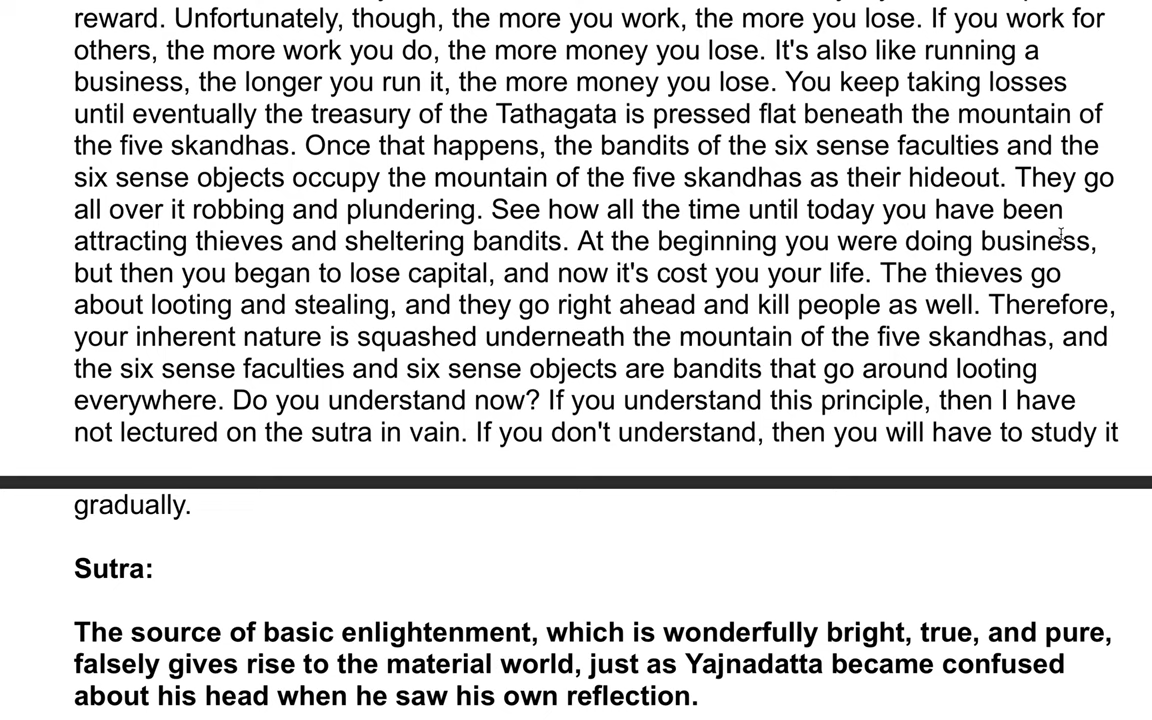 reward. Unfortunately, though, the more you work, the more you lose. If you work for
others, the more work you do, the more money you lose. It's also like running a
business, the longer you run it, the more money you lose. You keep taking losses
until eventually the treasury of the Tathagata is pressed flat beneath the mountain of
the five skandhas. Once that happens, the bandits of the six sense faculties and the
six sense objects occupy the mountain of the five skandhas as their hideout. They go
all over it robbing and plundering. See how all the time until today you have been
attracting thieves and sheltering bandits. At the beginning you were doing business,
but then you began to lose capital, and now it's cost you your life. The thieves go
about looting and stealing, and they go right ahead and kill people as well. Therefore,
your inherent nature is squashed underneath the mountain of the five skandhas, and
the six sense faculties and six sense objects are bandits that go around looting
everywhere. Do you understand now? If you understand this principle, then I have
not lectured on the sutra in vain. If you don't understand, then you will have to study it
gradually.
Sutra:
The source of basic enlightenment, which is wonderfully bright, true, and pure,
falsely gives rise to the material world, just as Yajnadatta became confused
about his head when he saw his own reflection.